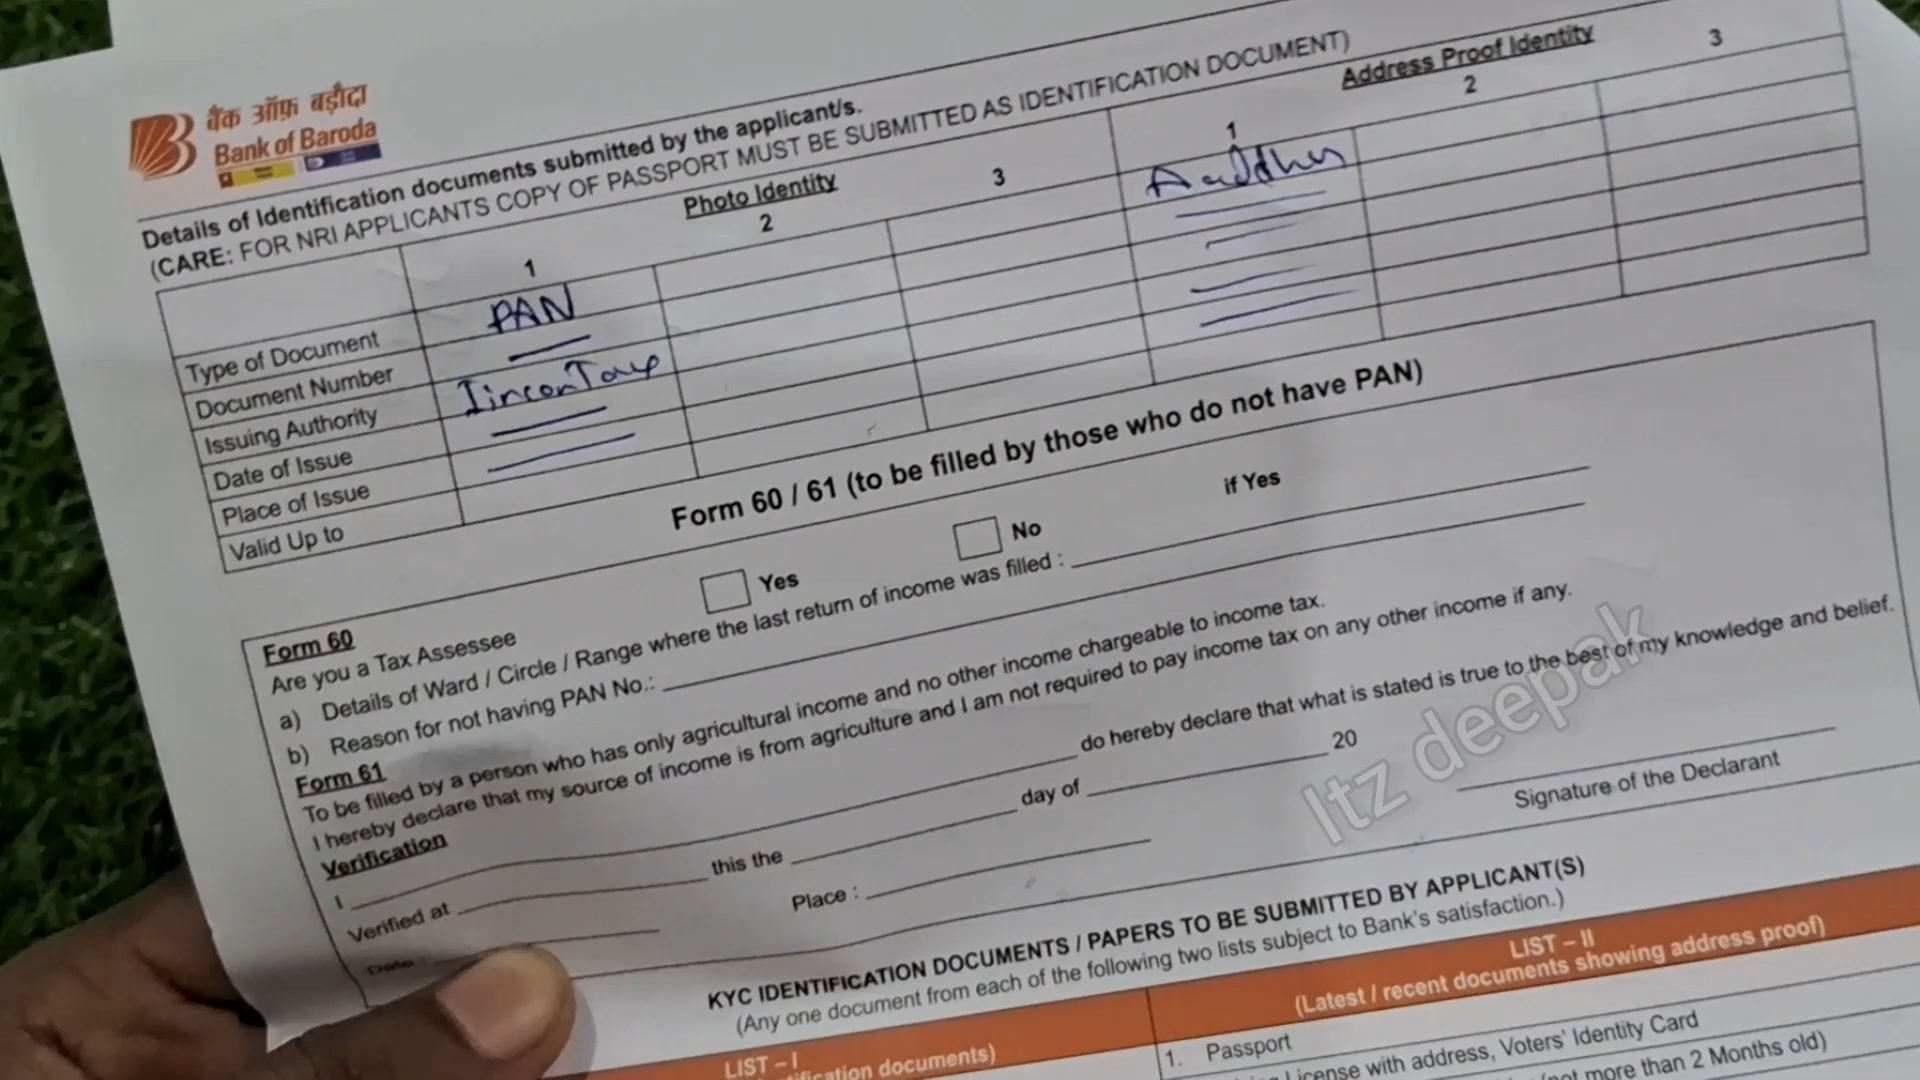 बैंक ऑफ़ बड़ौदा
Bank of Baroda
Details of Identification documents submitted by the applicant/s.
(CARE: FOR NRI APPLICANTS COPY OF PASSPORT MUST BE SUBMITTED AS IDENTIFICATION DOCUMENT)
Photo Identity
Address Proof Identity
1 2 3 1 2 3
Type of Document PAN Aaddhar
Document Number
Issuing Authority IinconTax
Date of Issue
Place of Issue
Valid Up to
Form 60 / 61 (to be filled by those who do not have PAN)
Form 60
Are you a Tax Assessee Yes No if Yes
a) Details of Ward / Circle / Range where the last return of income was filled :
b) Reason for not having PAN No.:
Form 61
To be filled by a person who has only agricultural income and no other income chargeable to income tax.
I hereby declare that my source of income is from agriculture and I am not required to pay income tax on any other income if any.
Verification
I do hereby declare that what is stated is true to the best of my knowledge and belief.
Verified at this the day of 20
Date : Place : Signature of the Declarant
Itz deepak
KYC IDENTIFICATION DOCUMENTS / PAPERS TO BE SUBMITTED BY APPLICANT(S)
(Any one document from each of the following two lists subject to Bank's satisfaction.)
LIST – I
documents)
LIST – II
(Latest / recent documents showing address proof)
1. Passport
License with address, Voters' Identity Card
not more than 2 Months old)